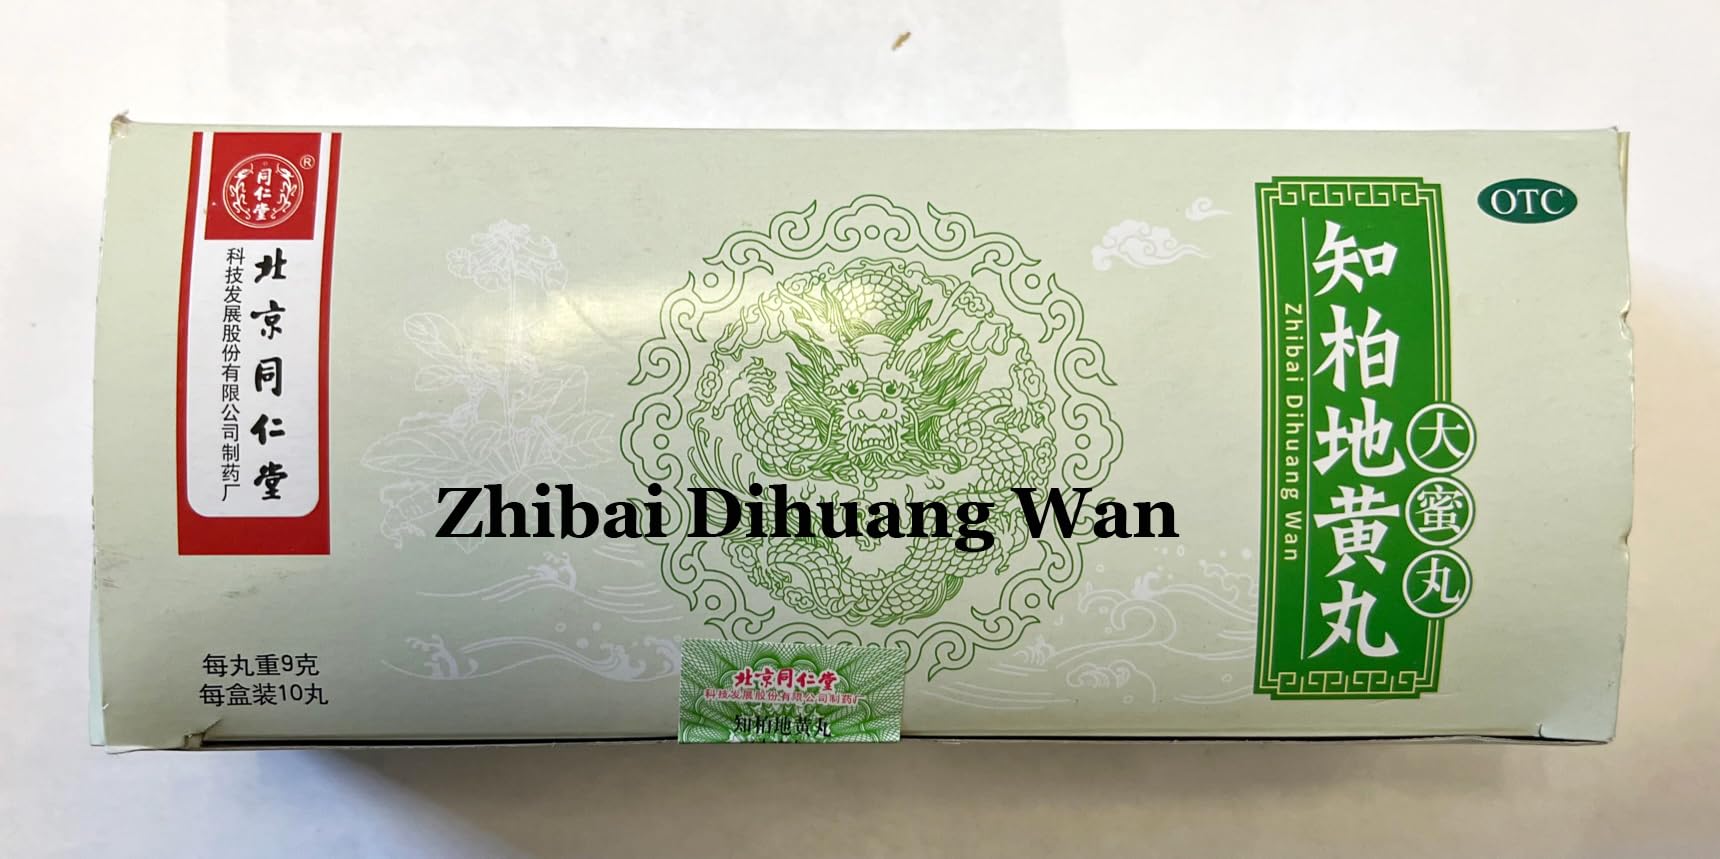 同仁堂
®
北京同仁堂
科技发展股份有限公司制药厂
每丸重9克
每盒装10丸
Zhibai Dihuang Wan
北京同仁堂
科技发展股份有限公司制药厂
知柏地黄丸
OTC
知柏地黄丸
Zhibai Dihuang Wan
大蜜丸